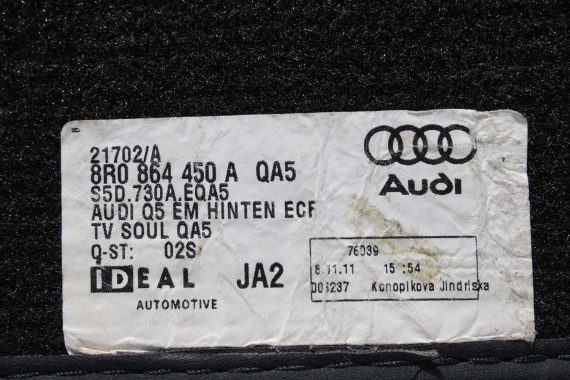 21702/A
8R0 864 450 A QA5
S5D.730A.EQA5
AUDI Q5 EM HINTEN ECE
TV SOUL QA5
Q-ST: 02S
IDEAL JA2
AUTOMOTIVE
Audi
76039
8.11.11 15:54
006237 Konopikova Jindriska